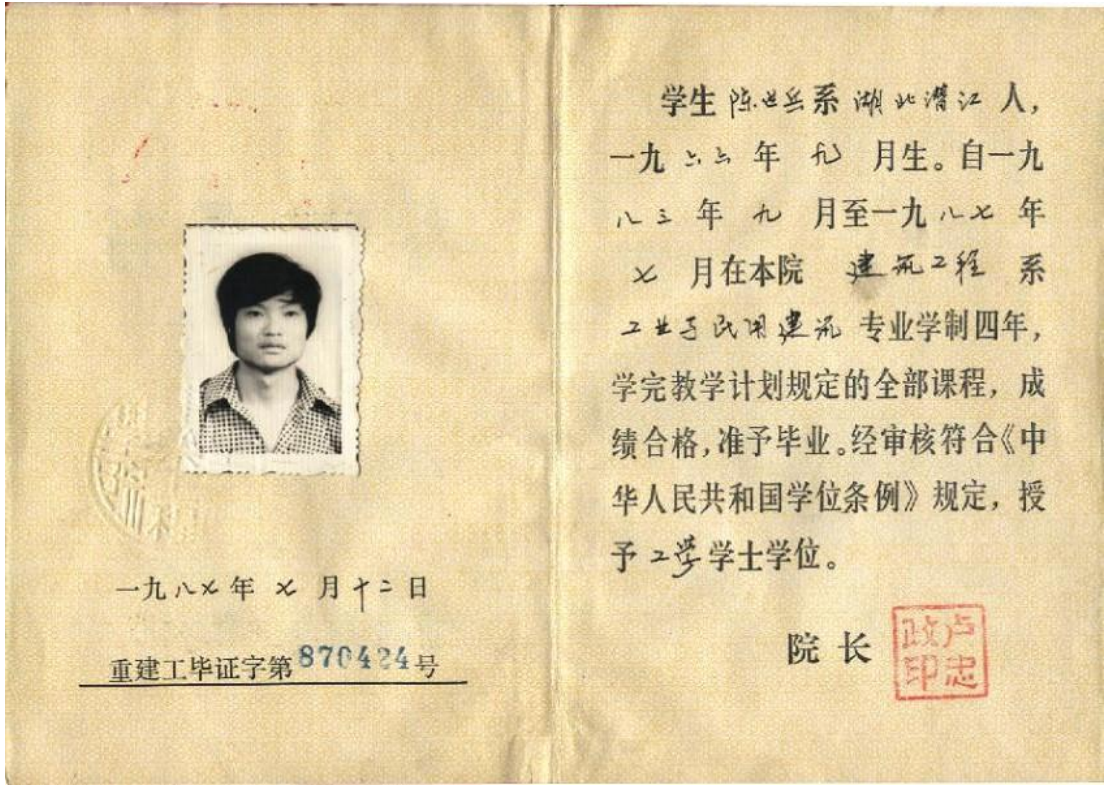 一九八七年七月十二日
重建工毕证字第870424号
学生陈世兵系湖北潜江人,
一九六六年九月生。自一九
八三年九月至一九八七年
七月在本院 建筑工程 系
工业与民用建筑专业学制四年,
学完教学计划规定的全部课程,成
绩合格,准予毕业。经审核符合《中
华人民共和国学位条例》规定,授
予工学学士学位。
院长
卢忠
政印